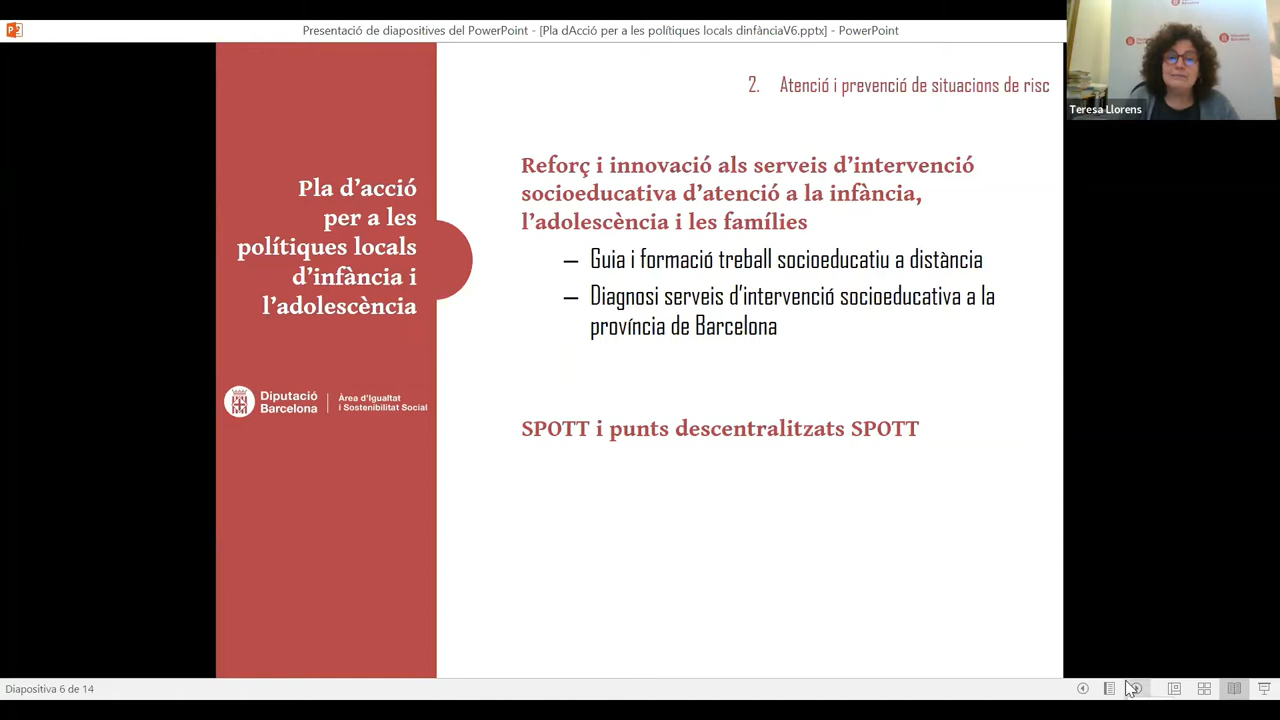 Presentació de diapositives del PowerPoint - [Pla dAcció per a les polítiques locals dinfànciaV6.pptx] - PowerPoint
Teresa Llorens
2. Atenció i prevenció de situacions de risc
Pla d’acció
per a les
polítiques locals
d’infància i
l’adolescència
Diputació
Barcelona
Àrea d'Igualtat
i Sostenibilitat Social
Reforç i innovació als serveis d’intervenció
socioeducativa d’atenció a la infància,
l’adolescència i les famílies
– Guia i formació treball socioeducatiu a distància
– Diagnosi serveis d’intervenció socioeducativa a la
província de Barcelona
SPOTT i punts descentralitzats SPOTT
Diapositiva 6 de 14